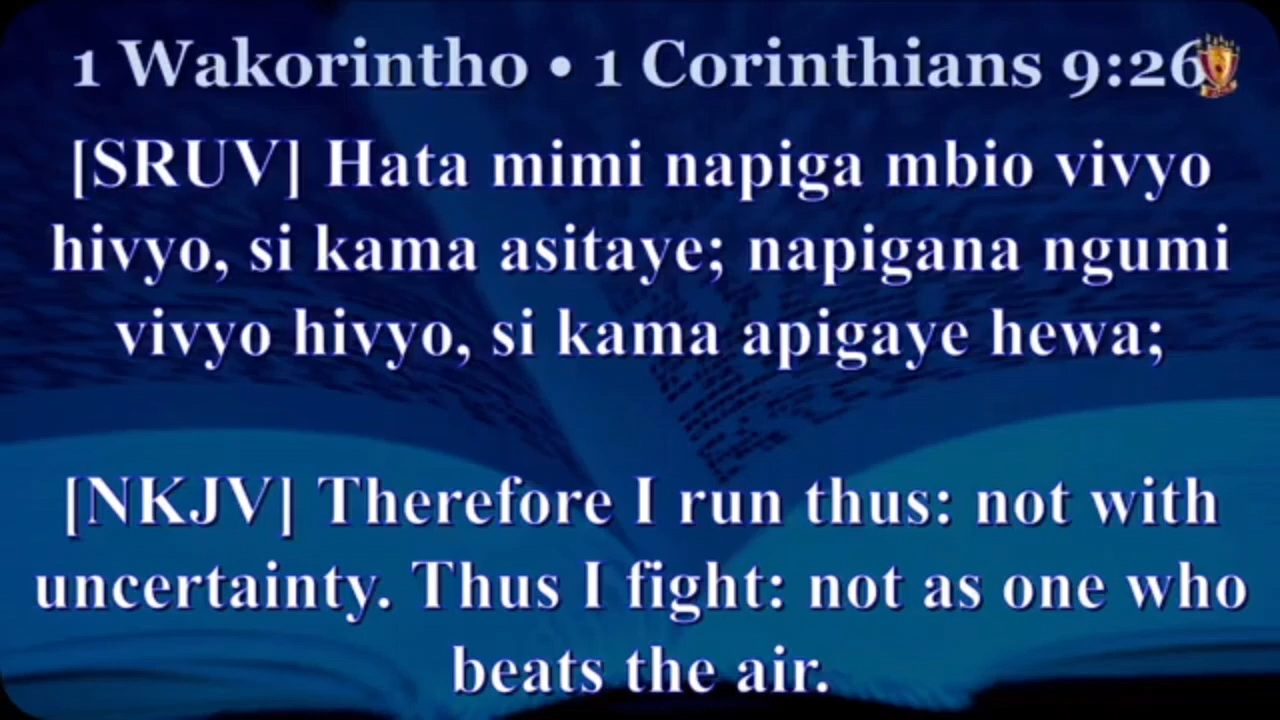 1 Wakorintho • 1 Corinthians 9:26
[SRUV] Hata mimi napiga mbio vivyo
hivyo, si kama asitaye; napigana ngumi
vivyo hivyo, si kama apigaye hewa;
[NKJV] Therefore I run thus: not with
uncertainty. Thus I fight: not as one who
beats the air.